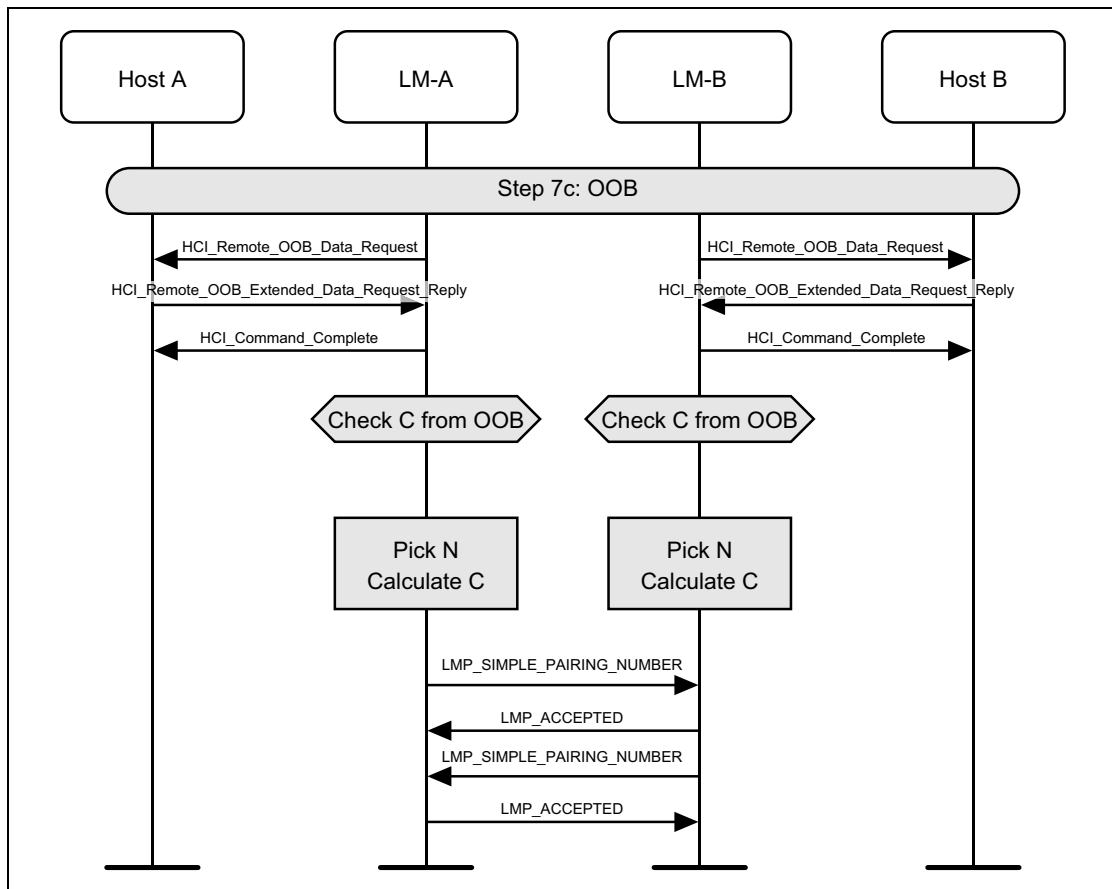 Host A
LM-A
LM-B
Host B
Step 7c: OOB
HCI_Remote_OOB_Data_Request
HCI_Remote_OOB_Data_Request
HCI_Remote_OOB_Extended_Data_Request_Reply
HCI_Remote_OOB_Extended_Data_Request_Reply
HCI_Command_Complete
HCI_Command_Complete
Check C from OOB
Check C from OOB
Pick N
Calculate C
Pick N
Calculate C
LMP_SIMPLE_PAIRING_NUMBER
LMP_ACCEPTED
LMP_SIMPLE_PAIRING_NUMBER
LMP_ACCEPTED